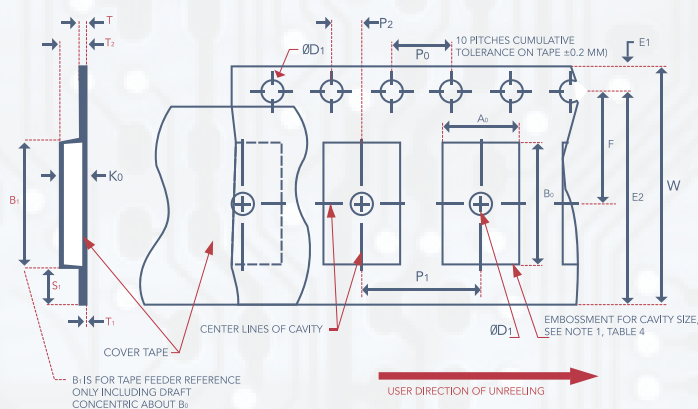 T
T2
P2
ØD1
P0
10 PITCHES CUMULATIVE
TOLERANCE ON TAPE ±0.2 MM)
E1
A0
F
W
K0
B1
B0
E2
S1
P1
T1
CENTER LINES OF CAVITY
ØD1
EMBOSSMENT FOR CAVITY SIZE,
SEE NOTE 1, TABLE 4
COVER TAPE
B1 IS FOR TAPE FEEDER REFERENCE
ONLY INCLUDING DRAFT
CONCENTRIC ABOUT B0
USER DIRECTION OF UNREELING